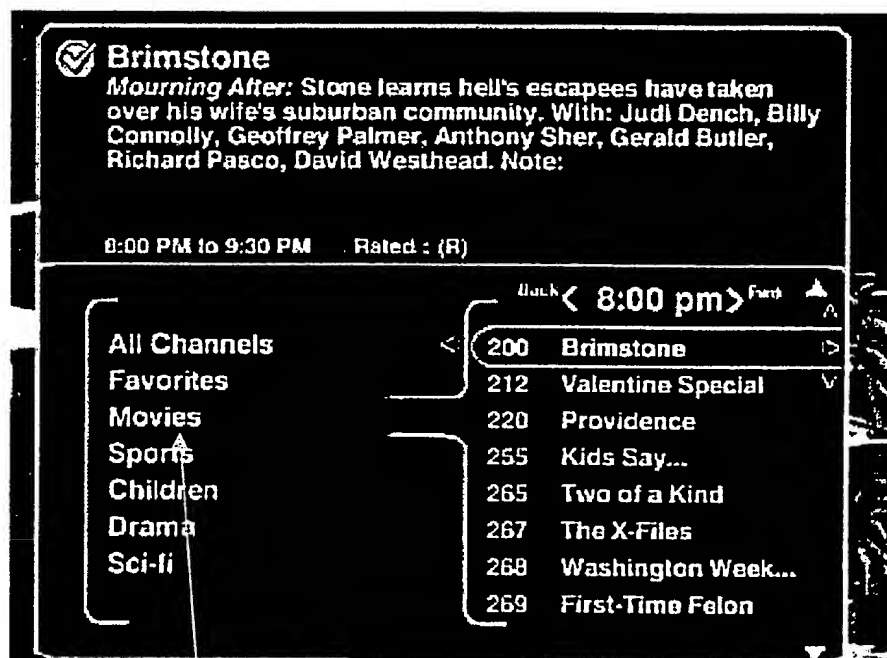 Brimstone
Mourning After: Stone learns hell's escapees have taken
over his wife's suburban community. With: Judi Dench, Billy
Connolly, Geoffrey Palmer, Anthony Sher, Gerald Butler,
Richard Pasco, David Westhead. Note:
8:00 PM to 9:30 PM Rated : (R)
Back < 8:00 pm > Fwd
All Channels
Favorites
Movies
Sports
Children
Drama
Sci-fi
200 Brimstone
212 Valentine Special
220 Providence
255 Kids Say...
265 Two of a Kind
267 The X-Files
268 Washington Week...
269 First-Time Felon